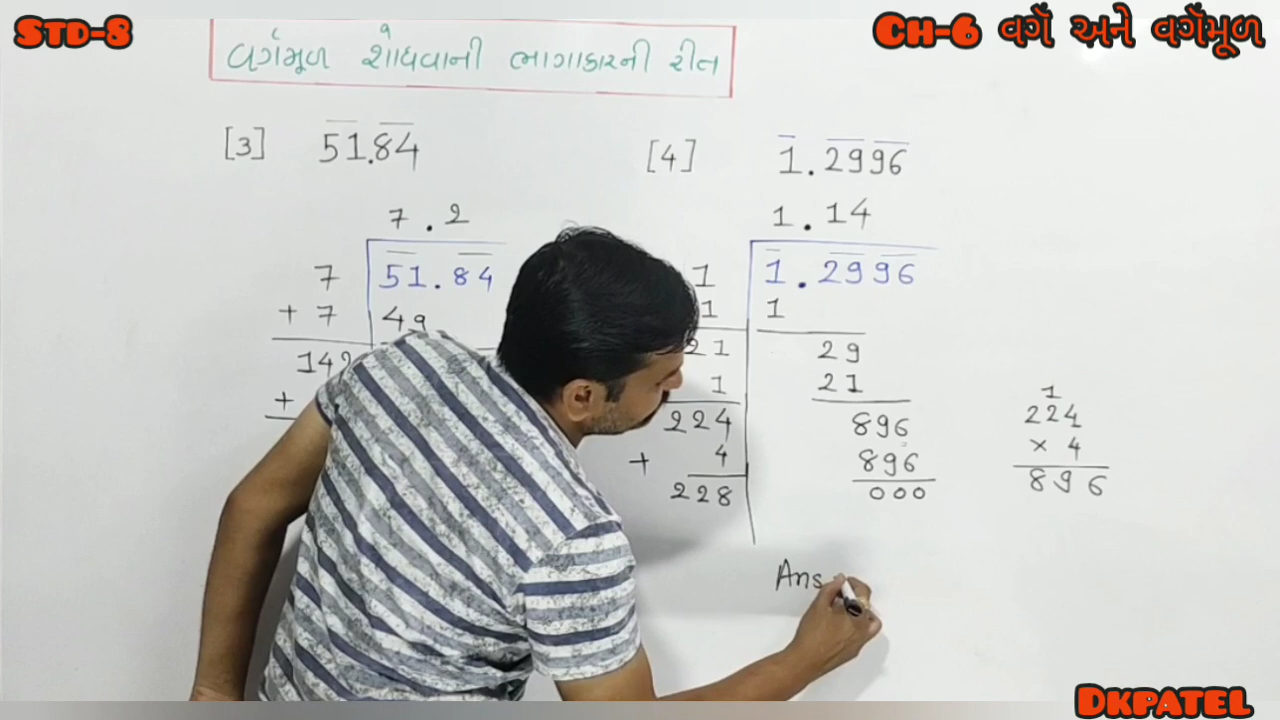 Std-8
Ch-6 વર્ગ અને વર્ગમૂળ
વર્ગમૂળ શોધવાની ભાગાકારની રીત
[3] 51.84
7.2
7 51.84
+ 7 49
142
+
[4] 1.2996
1.14
1 1.2996
1 1
21 29
1 21
224 896
+ 4 896
228 000
1
224
× 4
896
Ans
DKPATEL